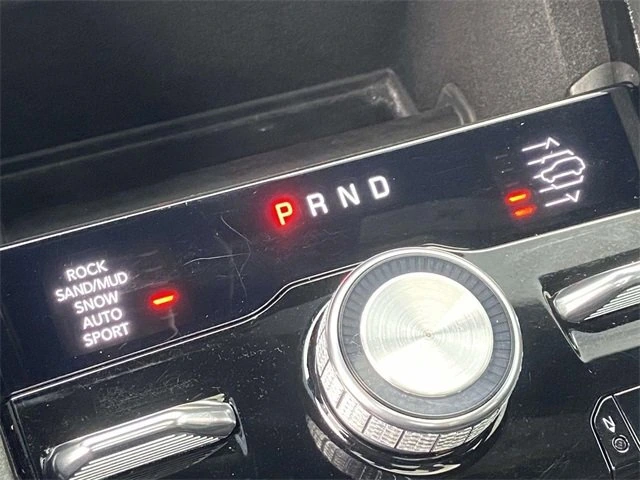 PRND
ROCK
SAND/MUD
SNOW
AUTO
SPORT
N